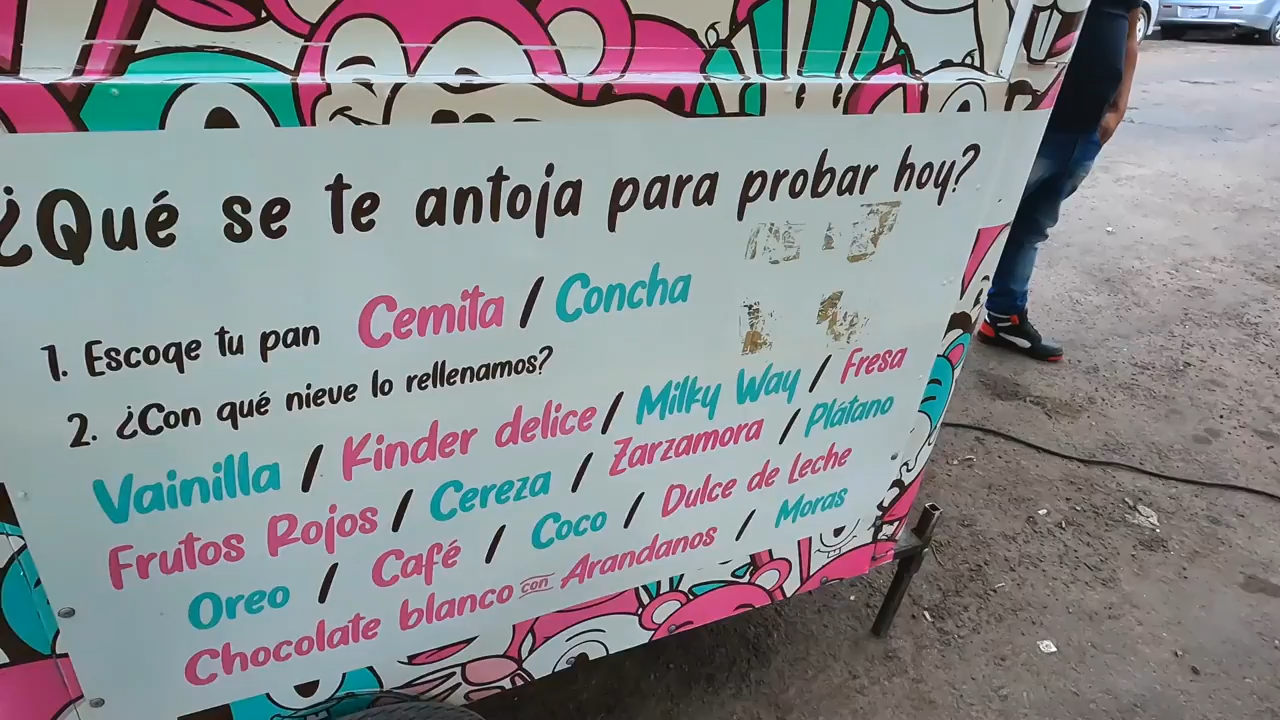 ¿Qué se te antoja para probar hoy?
1. Escoge tu pan Cemita / Concha
2. ¿Con qué nieve lo rellenamos?
Vainilla / Kinder delice / Milky Way / Fresa
Frutos Rojos / Cereza / Zarzamora / Plátano
Oreo / Café / Coco / Dulce de Leche
Chocolate blanco con Arandanos / Moras